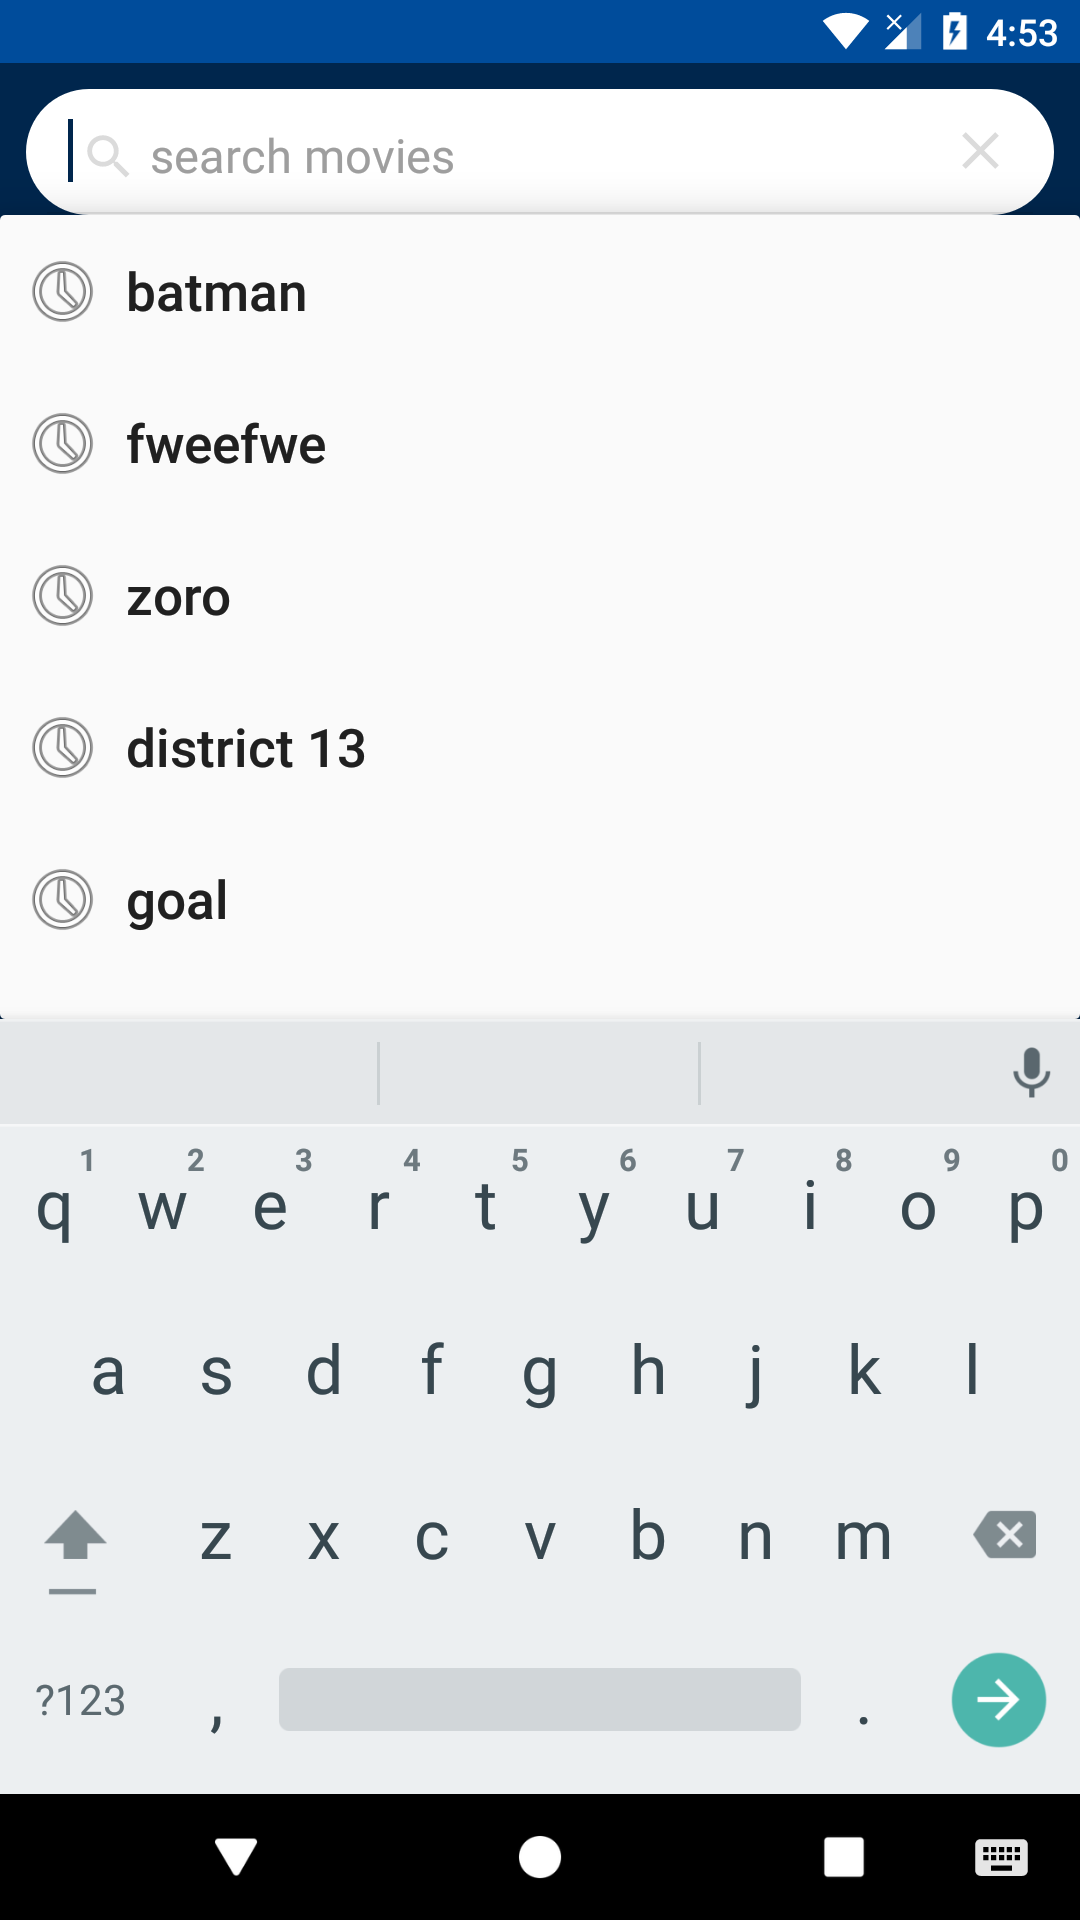 4:53
search movies
batman
fweefwe
zoro
district 13
goal
1 2 3 4 5 6 7 8 9 0
q w e r t y u i o p
a s d f g h j k l
z x c v b n m
?123 , .